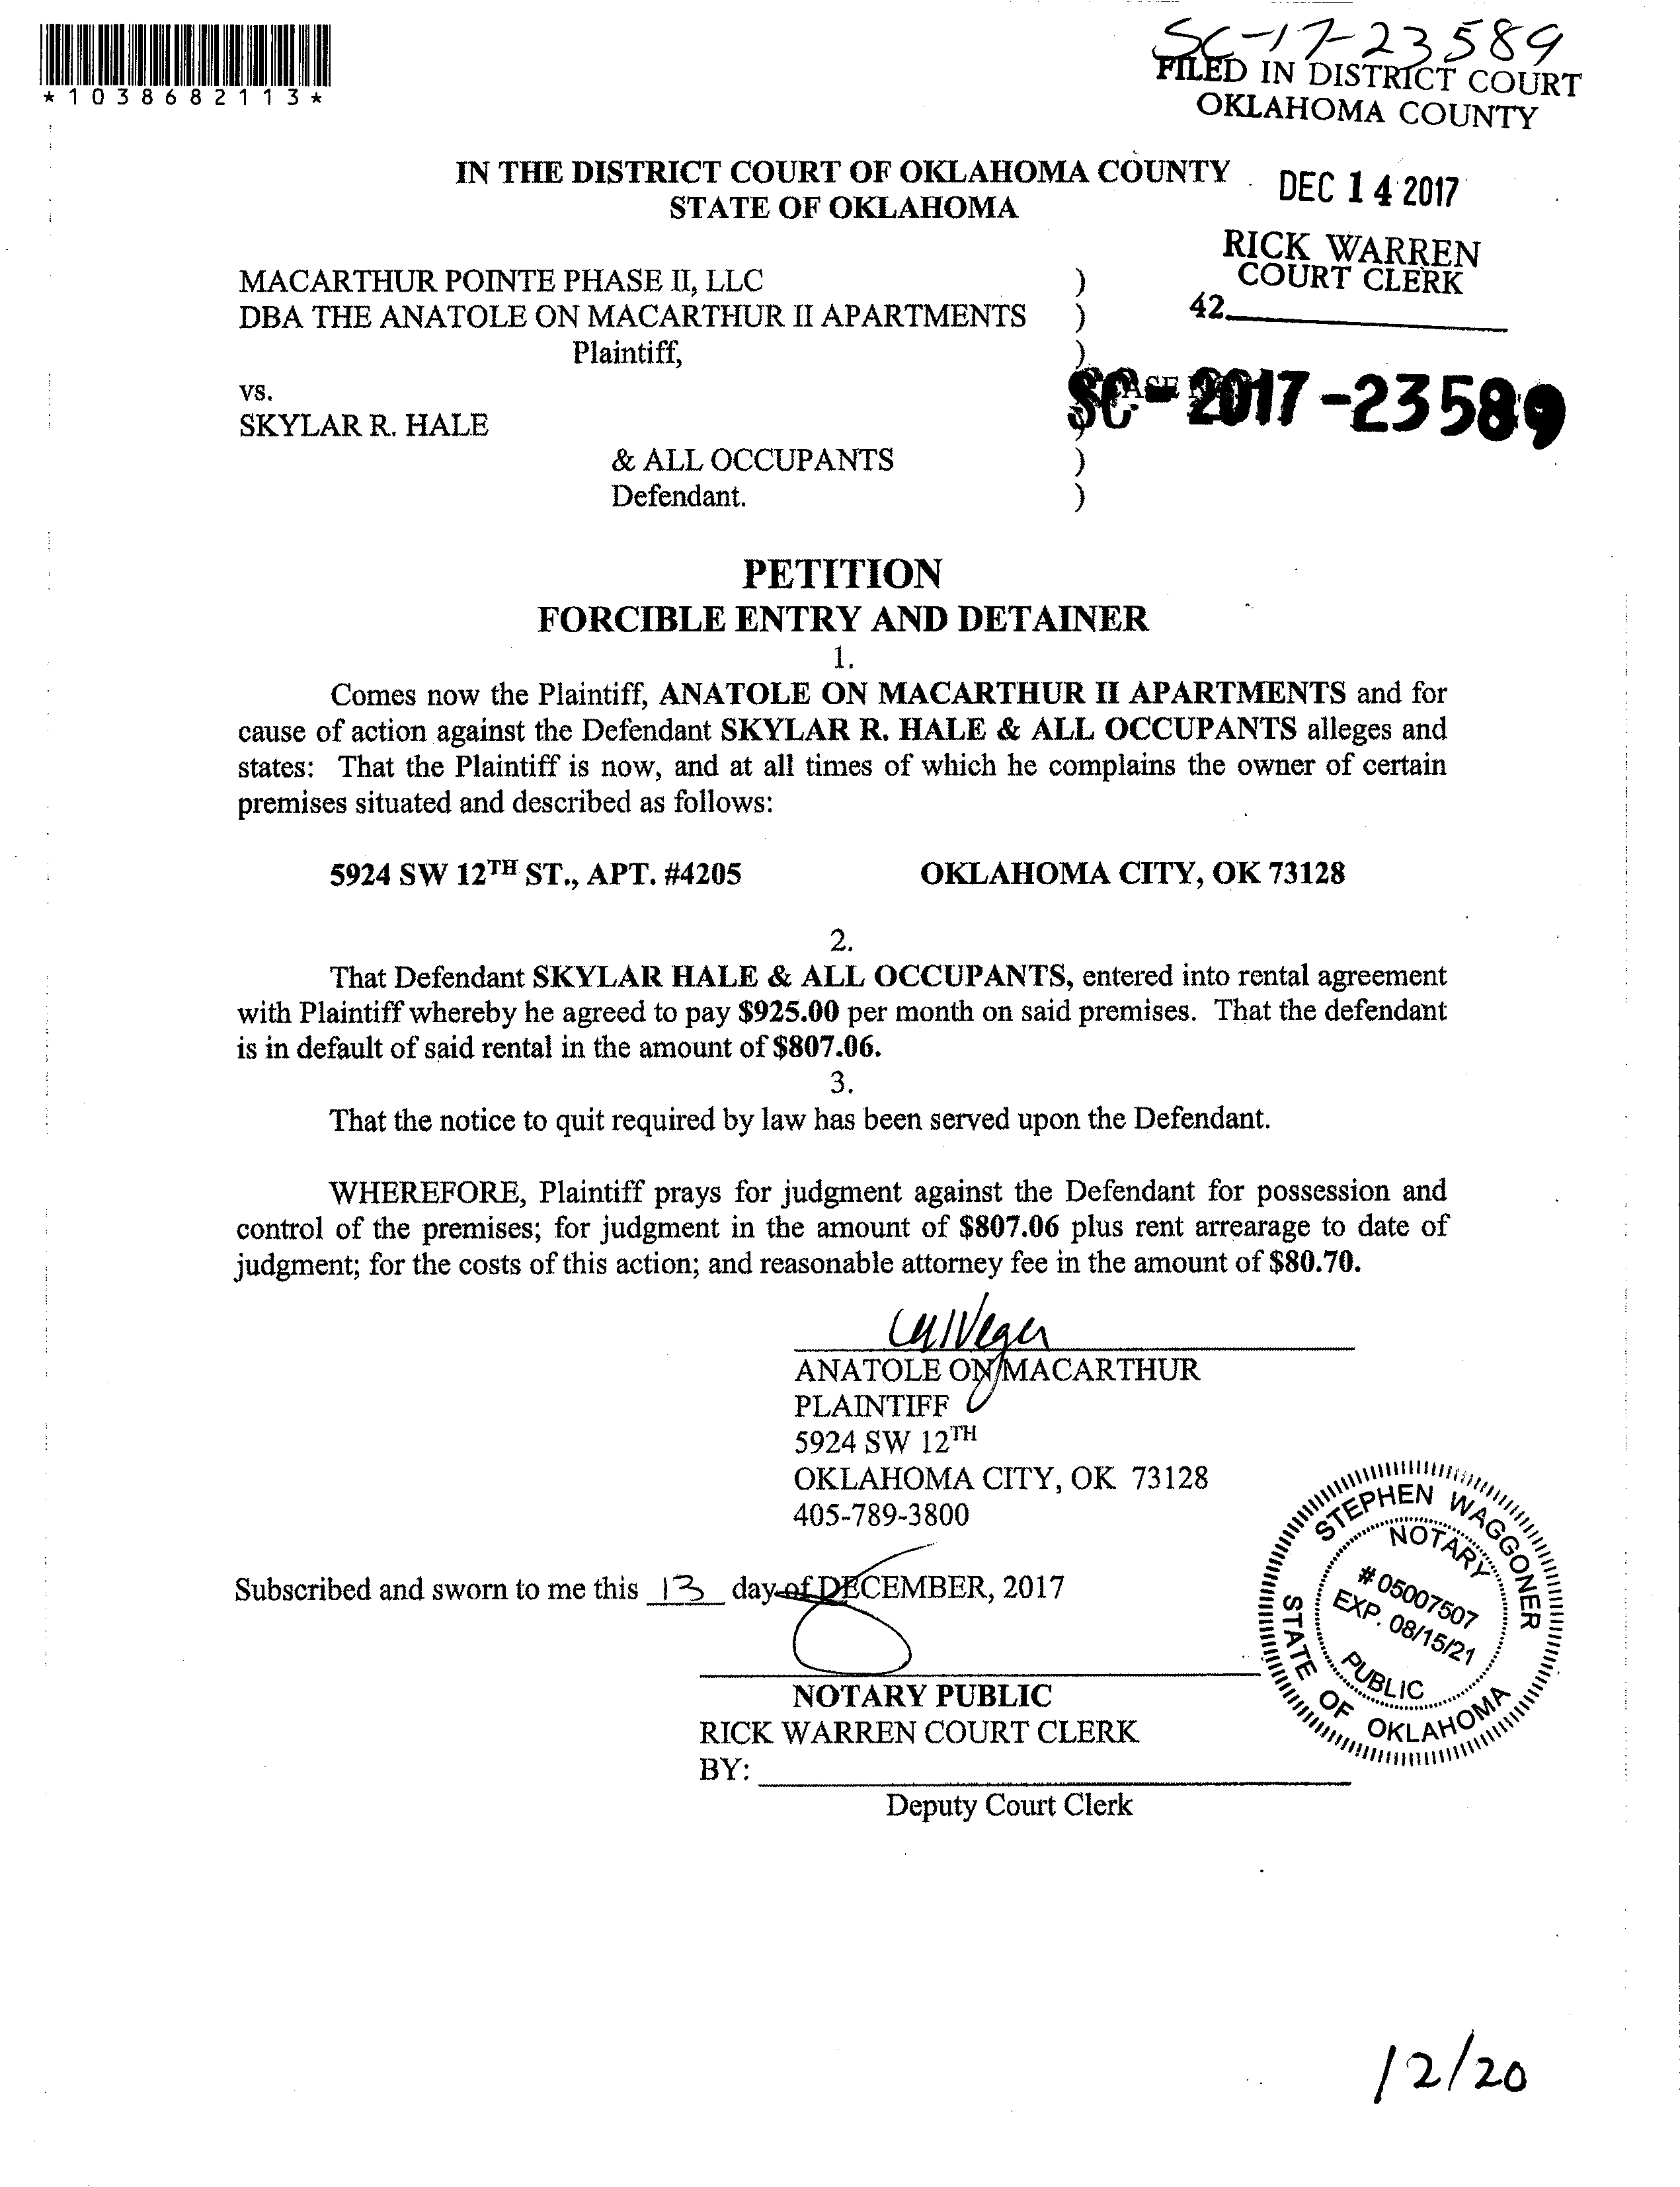 *1038682113*
SC-17-23589
FILED IN DISTRICT COURT
OKLAHOMA COUNTY
IN THE DISTRICT COURT OF OKLAHOMA COUNTY
STATE OF OKLAHOMA
DEC 14 2017
RICK WARREN
COURT CLERK
42
MACARTHUR POINTE PHASE II, LLC )
DBA THE ANATOLE ON MACARTHUR II APARTMENTS )
Plaintiff, )
vs.
SC-2017-23589
SKYLAR R. HALE )
& ALL OCCUPANTS )
Defendant. )
PETITION
FORCIBLE ENTRY AND DETAINER
1.
Comes now the Plaintiff, ANATOLE ON MACARTHUR II APARTMENTS and for
cause of action against the Defendant SKYLAR R. HALE & ALL OCCUPANTS alleges and
states: That the Plaintiff is now, and at all times of which he complains the owner of certain
premises situated and described as follows:
5924 SW 12TH ST., APT. #4205 OKLAHOMA CITY, OK 73128
2.
That Defendant SKYLAR HALE & ALL OCCUPANTS, entered into rental agreement
with Plaintiff whereby he agreed to pay $925.00 per month on said premises. That the defendant
is in default of said rental in the amount of $807.06.
3.
That the notice to quit required by law has been served upon the Defendant.
WHEREFORE, Plaintiff prays for judgment against the Defendant for possession and
control of the premises; for judgment in the amount of $807.06 plus rent arrearage to date of
judgment; for the costs of this action; and reasonable attorney fee in the amount of $80.70.
ANATOLE ON MACARTHUR
PLAINTIFF
5924 SW 12TH
OKLAHOMA CITY, OK 73128
405-789-3800
Subscribed and sworn to me this 13 day of DECEMBER, 2017
STEPHEN WAGGONER
NOTARY
# 05007507
EXP. 08/15/21
PUBLIC
STATE OF OKLAHOMA
NOTARY PUBLIC
RICK WARREN COURT CLERK
BY:
Deputy Court Clerk
12/20